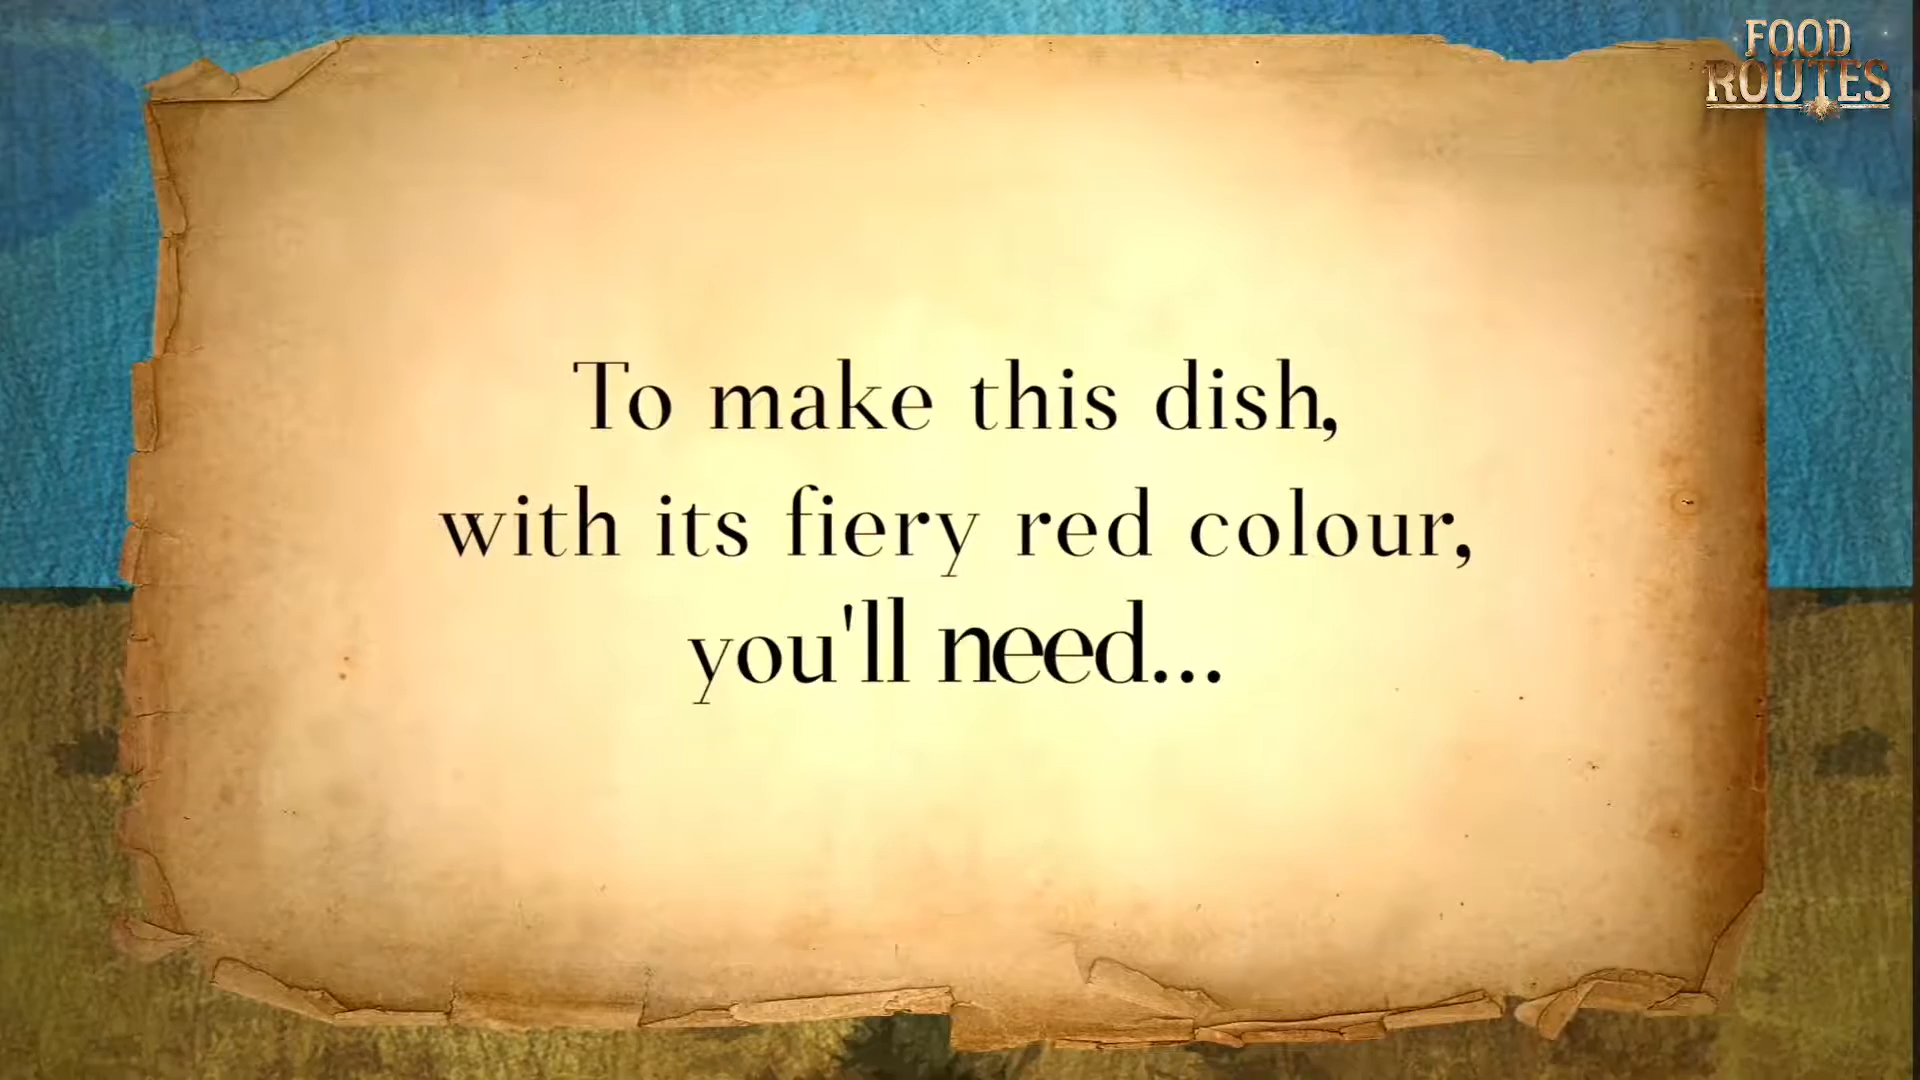 FOOD
ROUTES
To make this dish,
with its fiery red colour,
you'll need...